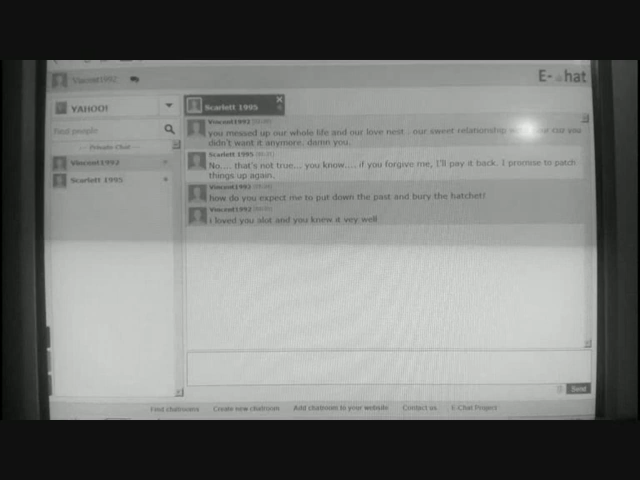 Vincent1992
E- chat
YAHOO!
Scarlett 1995
Find people
--- Private Chat ---
Vincent1992
Scarlett 1995
Vincent1992
you messed up our whole life and our love nest.. our sweet relationship you
didn't want it anymore. damn you.
Scarlett 1995
No.... that's not true... you know.... if you forgive me, I'll pay it back. I promise to patch
things up again.
Vincent1992
how do you expect me to put down the past and bury the hatchet!
Vincent1992
i loved you alot and you knew it vey well
Send
Find chatrooms Create new chatroom Add chatroom to your website Contact us E-Chat Project